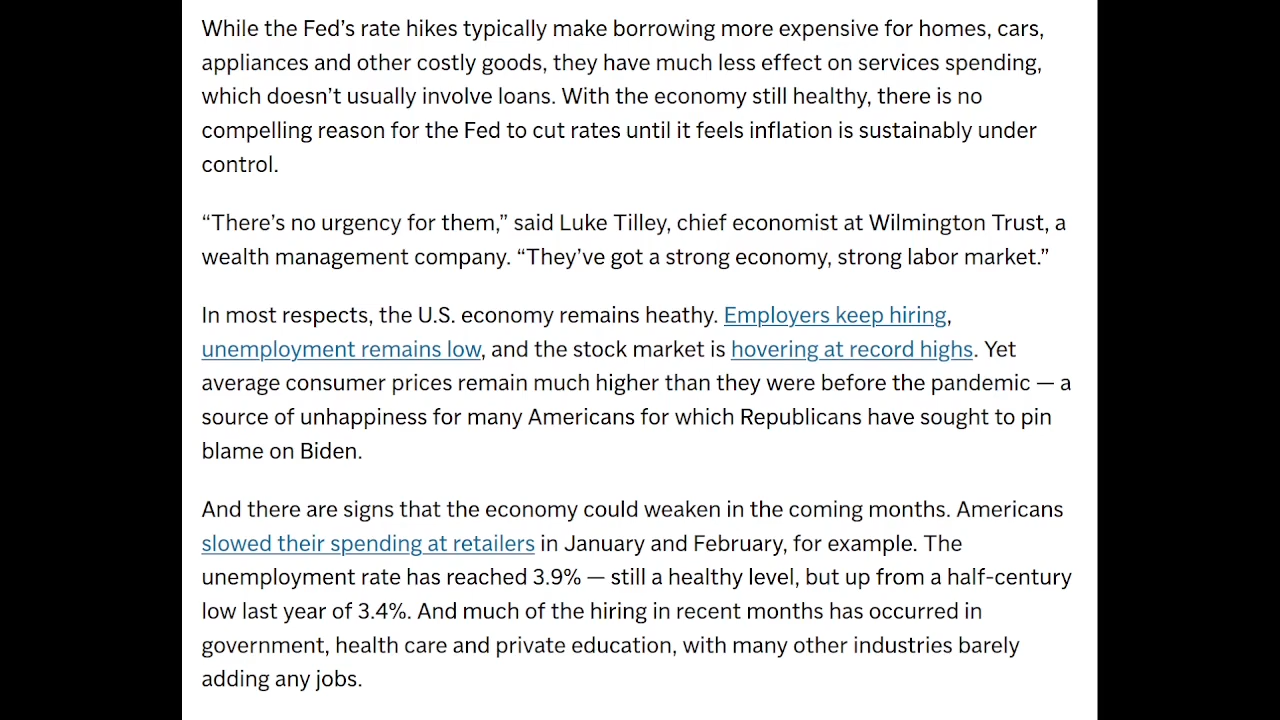 While the Fed’s rate hikes typically make borrowing more expensive for homes, cars,
appliances and other costly goods, they have much less effect on services spending,
which doesn’t usually involve loans. With the economy still healthy, there is no
compelling reason for the Fed to cut rates until it feels inflation is sustainably under
control.
“There’s no urgency for them,” said Luke Tilley, chief economist at Wilmington Trust, a
wealth management company. “They’ve got a strong economy, strong labor market.”
In most respects, the U.S. economy remains heathy. Employers keep hiring,
unemployment remains low, and the stock market is hovering at record highs. Yet
average consumer prices remain much higher than they were before the pandemic — a
source of unhappiness for many Americans for which Republicans have sought to pin
blame on Biden.
And there are signs that the economy could weaken in the coming months. Americans
slowed their spending at retailers in January and February, for example. The
unemployment rate has reached 3.9% — still a healthy level, but up from a half-century
low last year of 3.4%. And much of the hiring in recent months has occurred in
government, health care and private education, with many other industries barely
adding any jobs.